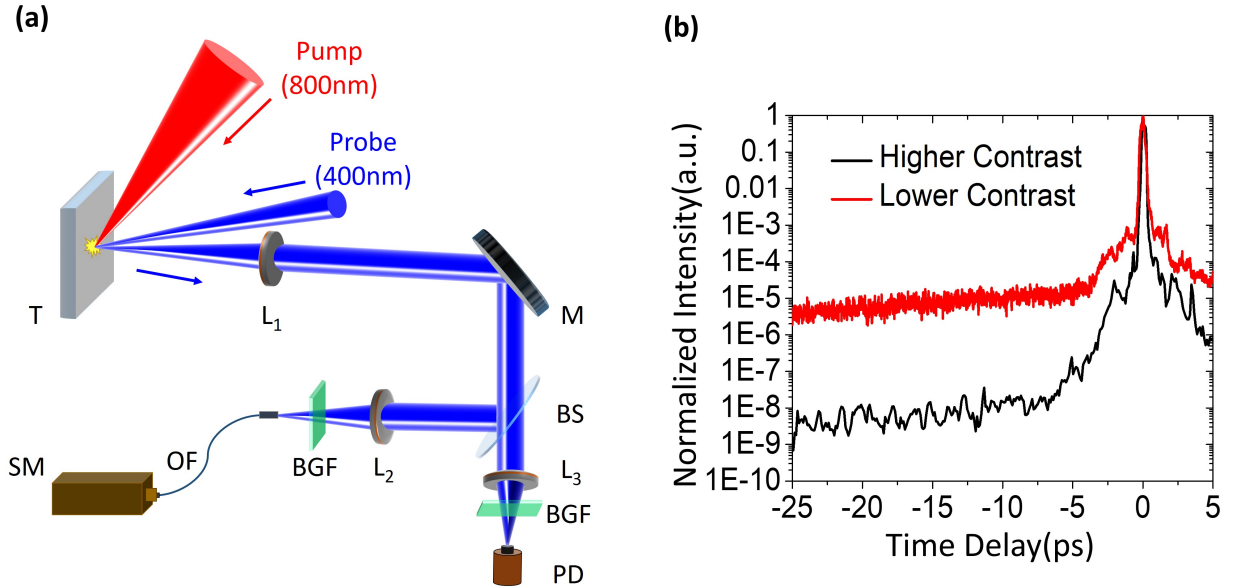 (a)
Pump
(800nm)
Probe
(400nm)
T
L1
M
BS
BGF
L2
OF
SM
L3
BGF
PD
(b)
Normalized Intensity(a.u.)
1
0.1
0.01
1E-3
1E-4
1E-5
1E-6
1E-7
1E-8
1E-9
1E-10
Higher Contrast
Lower Contrast
-25 -20 -15 -10 -5 0 5
Time Delay(ps)